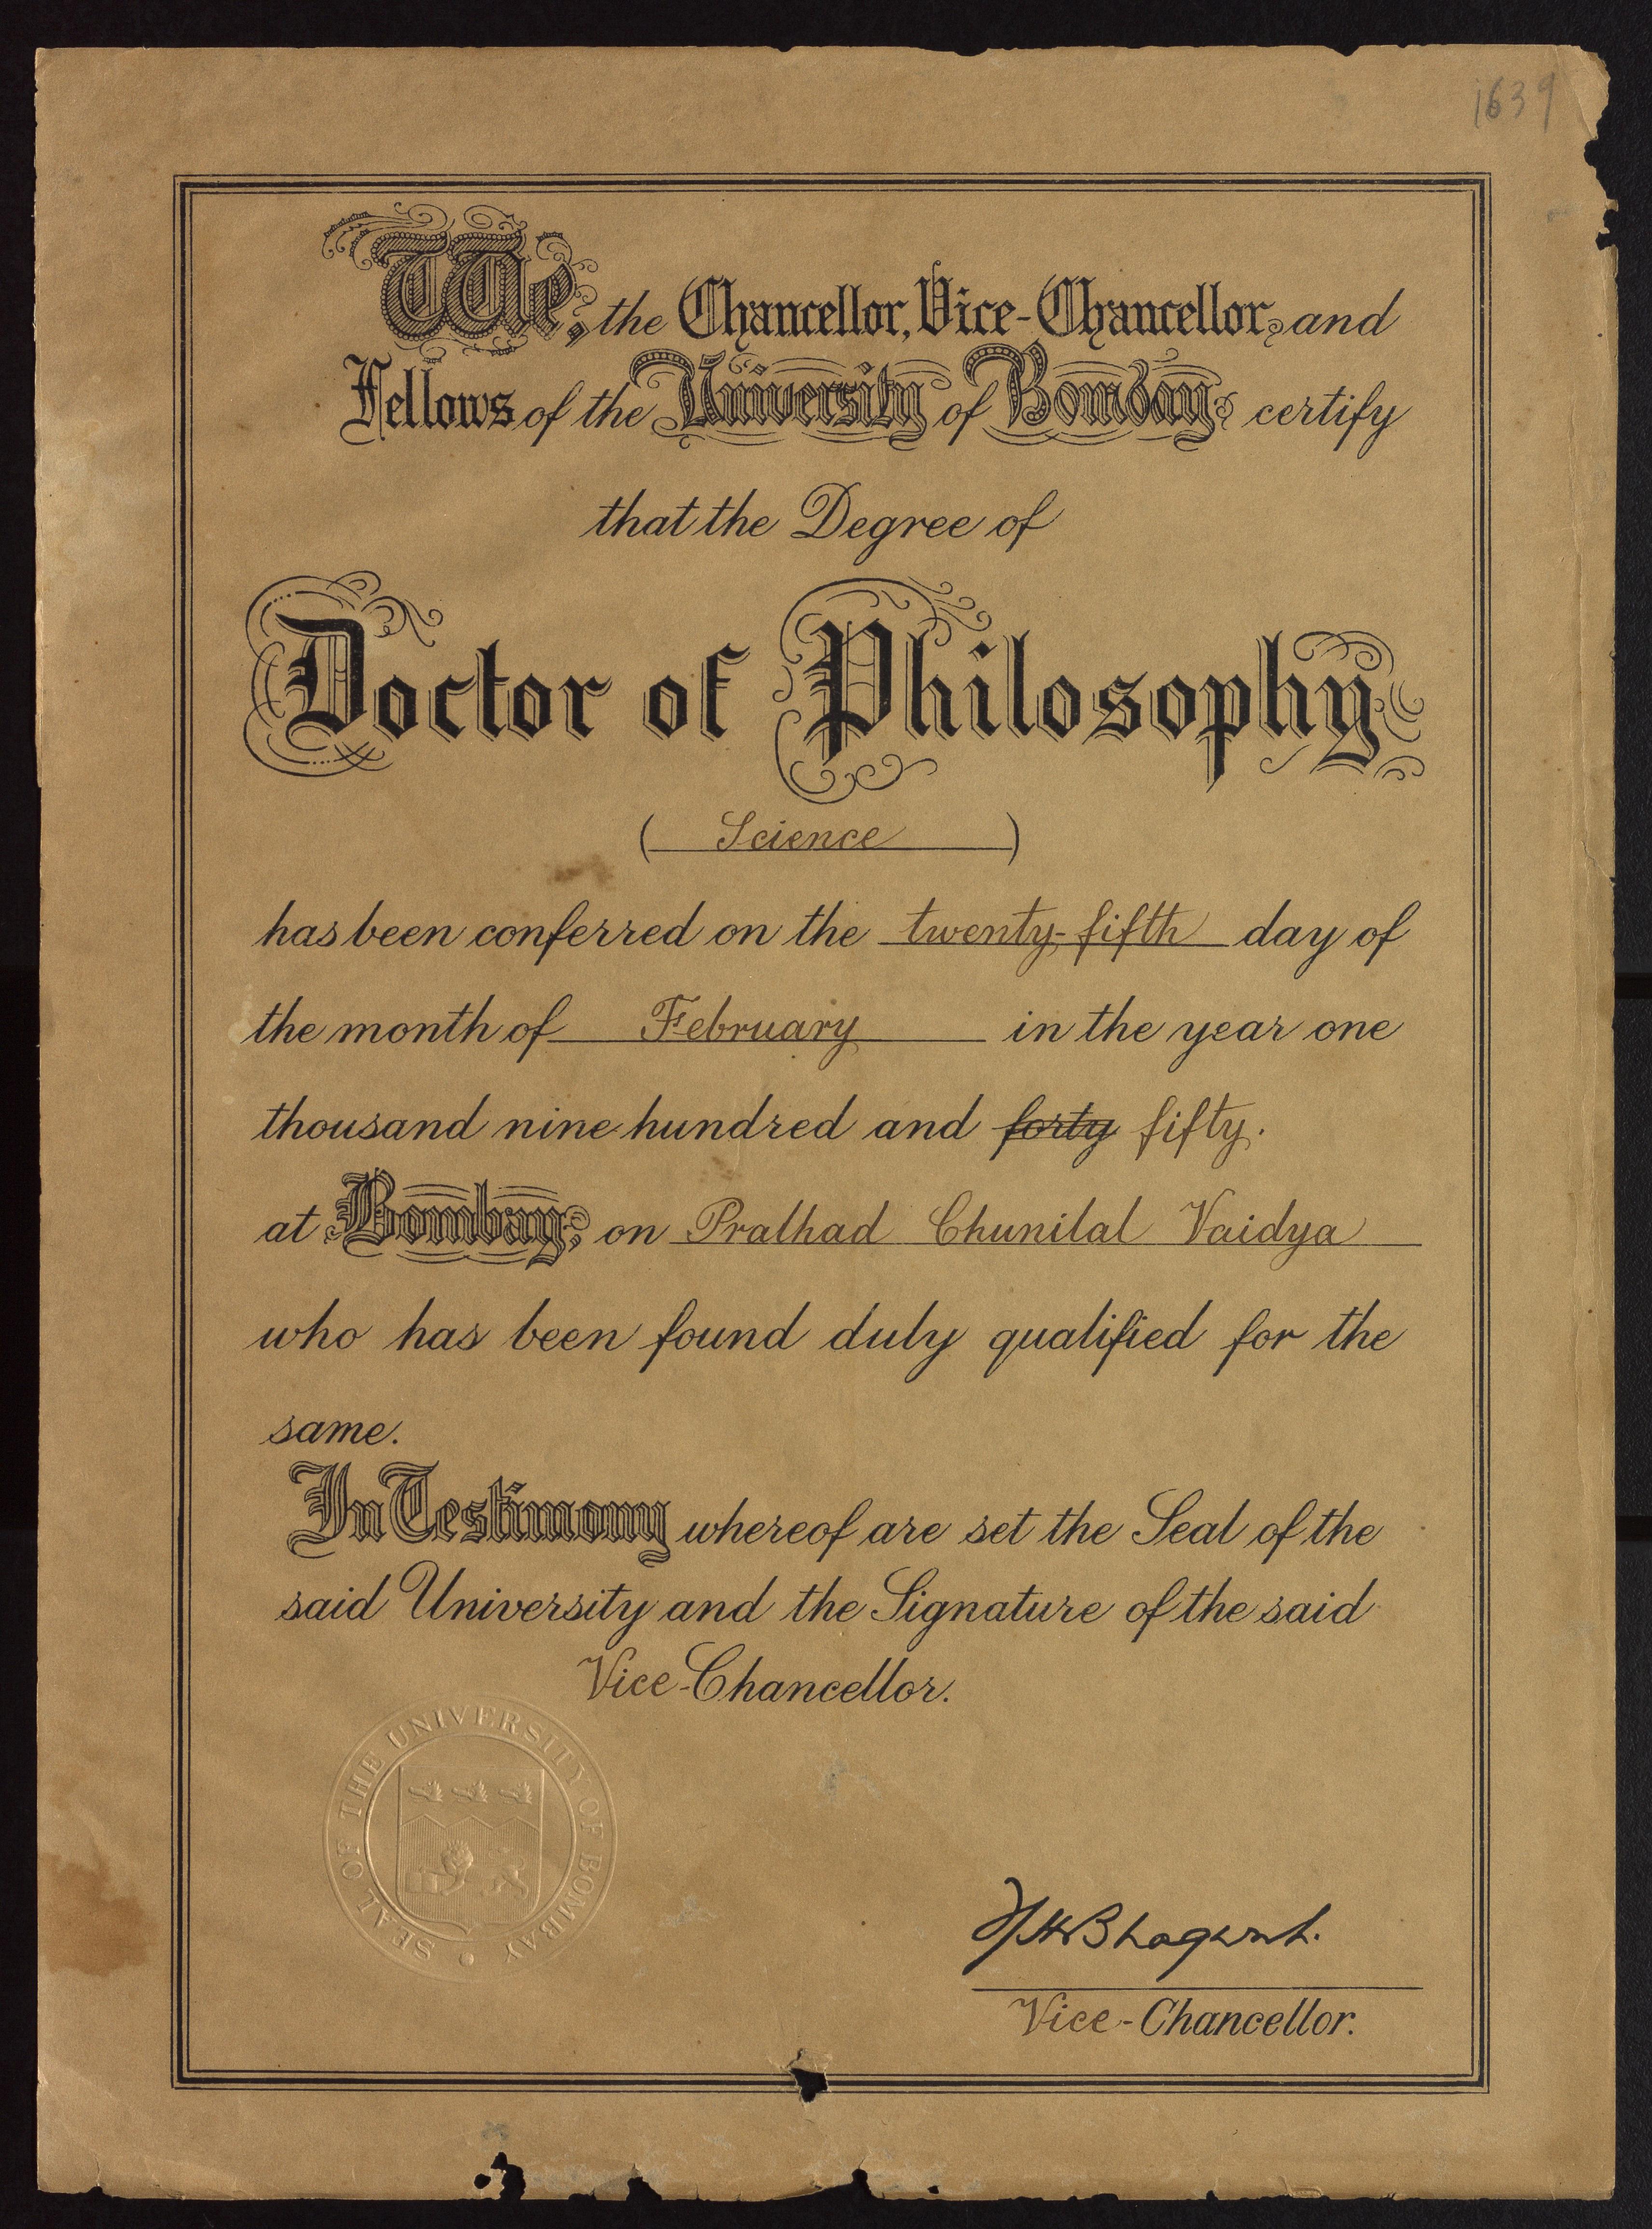 1639
We, the Chancellor, Vice-Chancellor, and
Fellows of the University of Bombay, certify
that the Degree of
Doctor of Philosophy
( Science )
has been conferred on the twenty-fifth day of
the month of February in the year one
thousand nine hundred and forty fifty.
at Bombay, on Pralhad Chunilal Vaidya
who has been found duly qualified for the
same.
In Testimony whereof are set the Seal of the
said University and the Signature of the said
Vice-Chancellor.
SEAL OF THE UNIVERSITY OF BOMBAY
Bhagwati.
Vice-Chancellor.